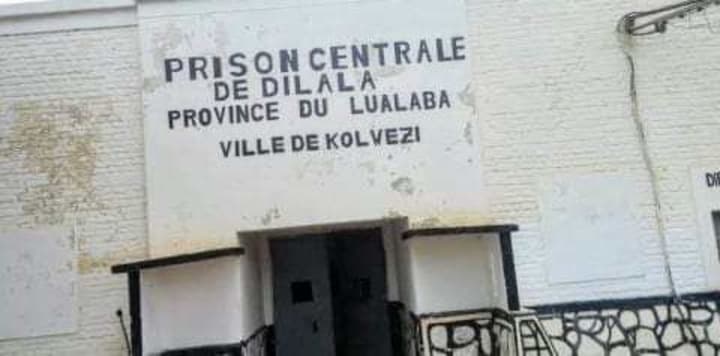 PRISON CENTRALE
DE DILALA
PROVINCE DU LUALABA
VILLE DE KOLVEZI